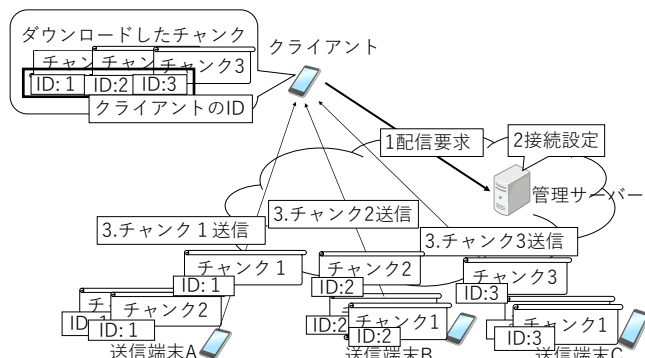 ダウンロードしたチャンク
クライアント
チャン
チャン
チャンク3
ID: 1
ID:2
ID:3
クライアントのID
1配信要求
2接続設定
管理サーバー
3.チャンク1送信
3.チャンク2送信
3.チャンク3送信
チャンク1
チャンク2
チャンク3
ID: 1
ID:2
ID:3
チャンク2
チャンク1
チャンク1
ID: 1
ID:2
ID:2
ID:3
送信端末A
送信端末B
送信端末C